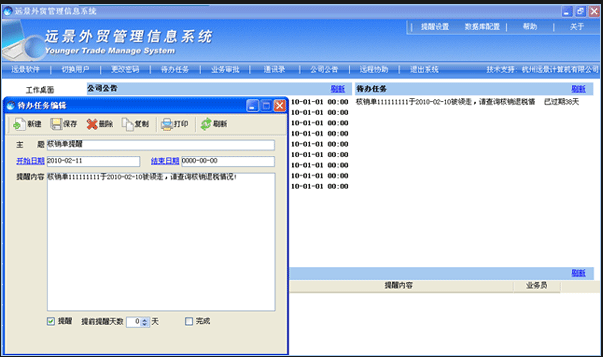 远景外贸管理信息系统
远景外贸管理信息系统
Younger Trade Manage System
提醒设置 数据库配置 帮助 关于
远景软件 切换用户 更改密码 待办任务 业务审批 通讯录 公司公告 远程协助 退出系统 技术支持 杭州远景计算机有限公司
工作桌面 公司公告 刷新 待办任务 刷新
待办任务编辑
新建 保存 删除 复制 打印 刷新
主 题 核销单提醒
开始日期 2010-02-11 结束日期 0000-00-00
提醒内容 核销单111111111于2010-02-10被领走，请查询核销退税情况!
提醒 提前提醒天数 0 天 完成
10-01-01 00:00
10-01-01 00:00
10-01-01 00:00
10-01-01 00:00
10-01-01 00:00
10-01-01 00:00
10-01-01 00:00
10-01-01 00:00
10-01-01 00:00
核销单111111111于2010-02-10被领走，请查询核销退税情 已过期38天
刷新
提醒内容 业务员